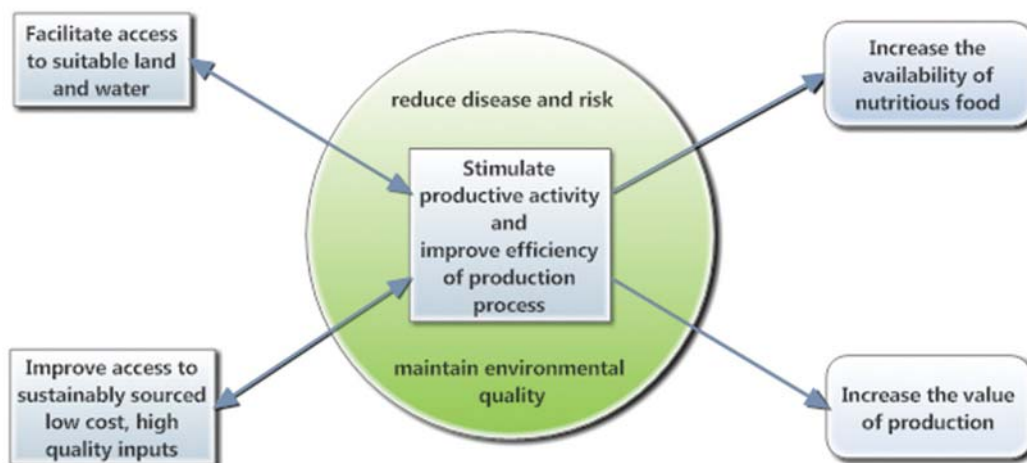 Facilitate access
to suitable land
and water
reduce disease and risk
Increase the
availability of
nutritious food
Stimulate
productive activity
and
improve efficiency
of production
process
Improve access to
sustainably sourced
low cost, high
quality inputs
maintain environmental
quality
Increase the value
of production